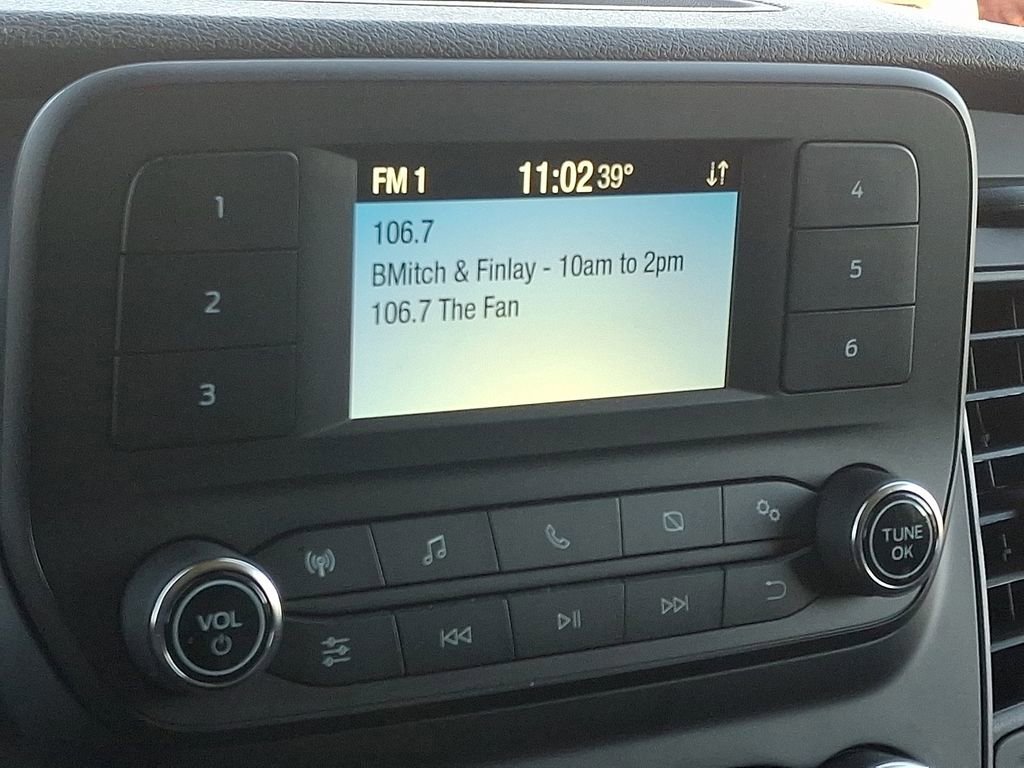 FM 1 11:02 39°
106.7
BMitch & Finlay - 10am to 2pm
106.7 The Fan
1
2
3
4
5
6
VOL
TUNE
OK